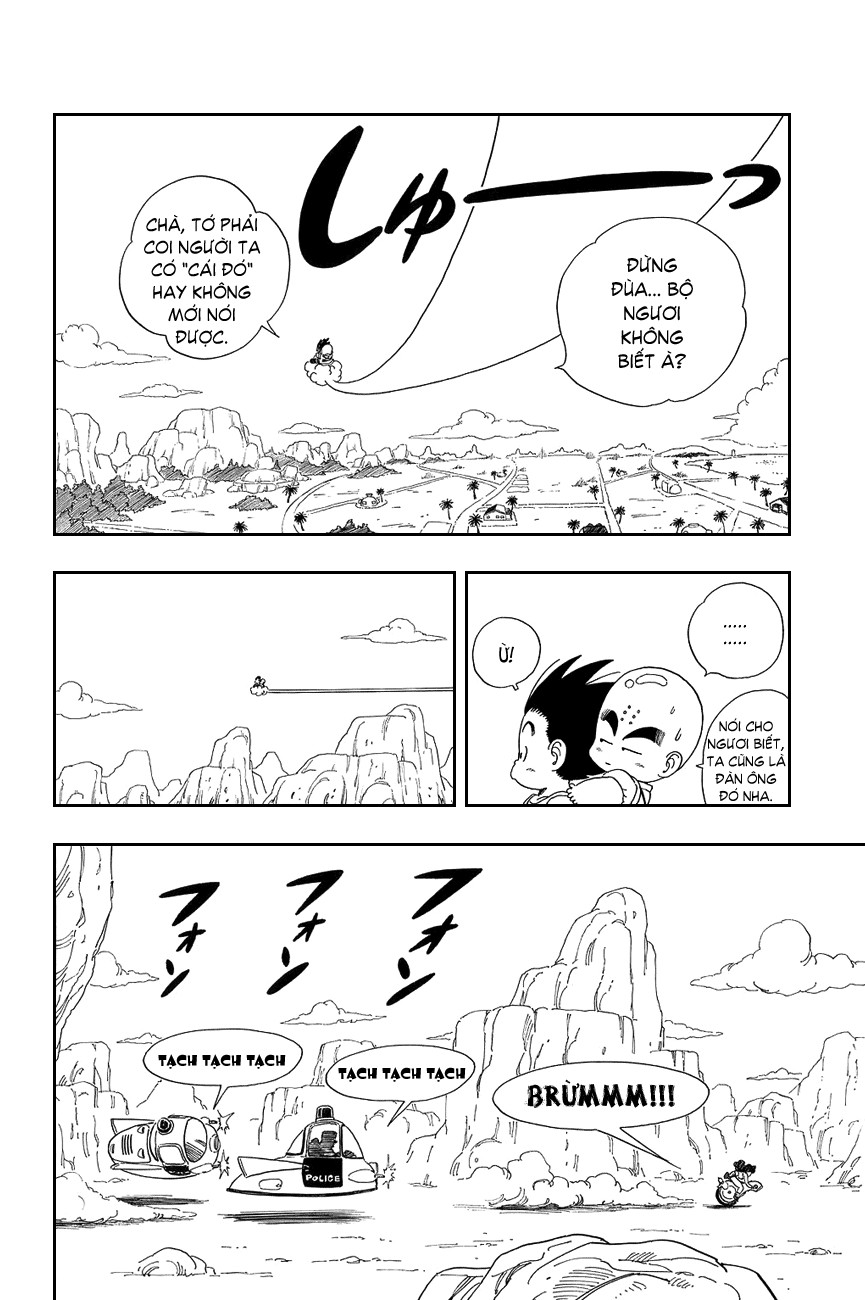 しゅーっ
ĐỪNG
ĐÙA... BỘ
NGƯƠI
KHÔNG
BIẾT À?
CHÀ, TỚ PHẢI
COI NGƯỜI TA
CÓ "CÁI ĐÓ"
HAY KHÔNG
MỚI NÓI
ĐƯỢC.
.....
.....
NÓI CHO
NGƯƠI BIẾT,
TA CŨNG LÀ
ĐÀN ÔNG
ĐÓ NHA.
Ừ!
フォン
フォン
フォン
BRỪMMM!!!
TẠCH TẠCH TẠCH
TẠCH TẠCH TẠCH
POLICE